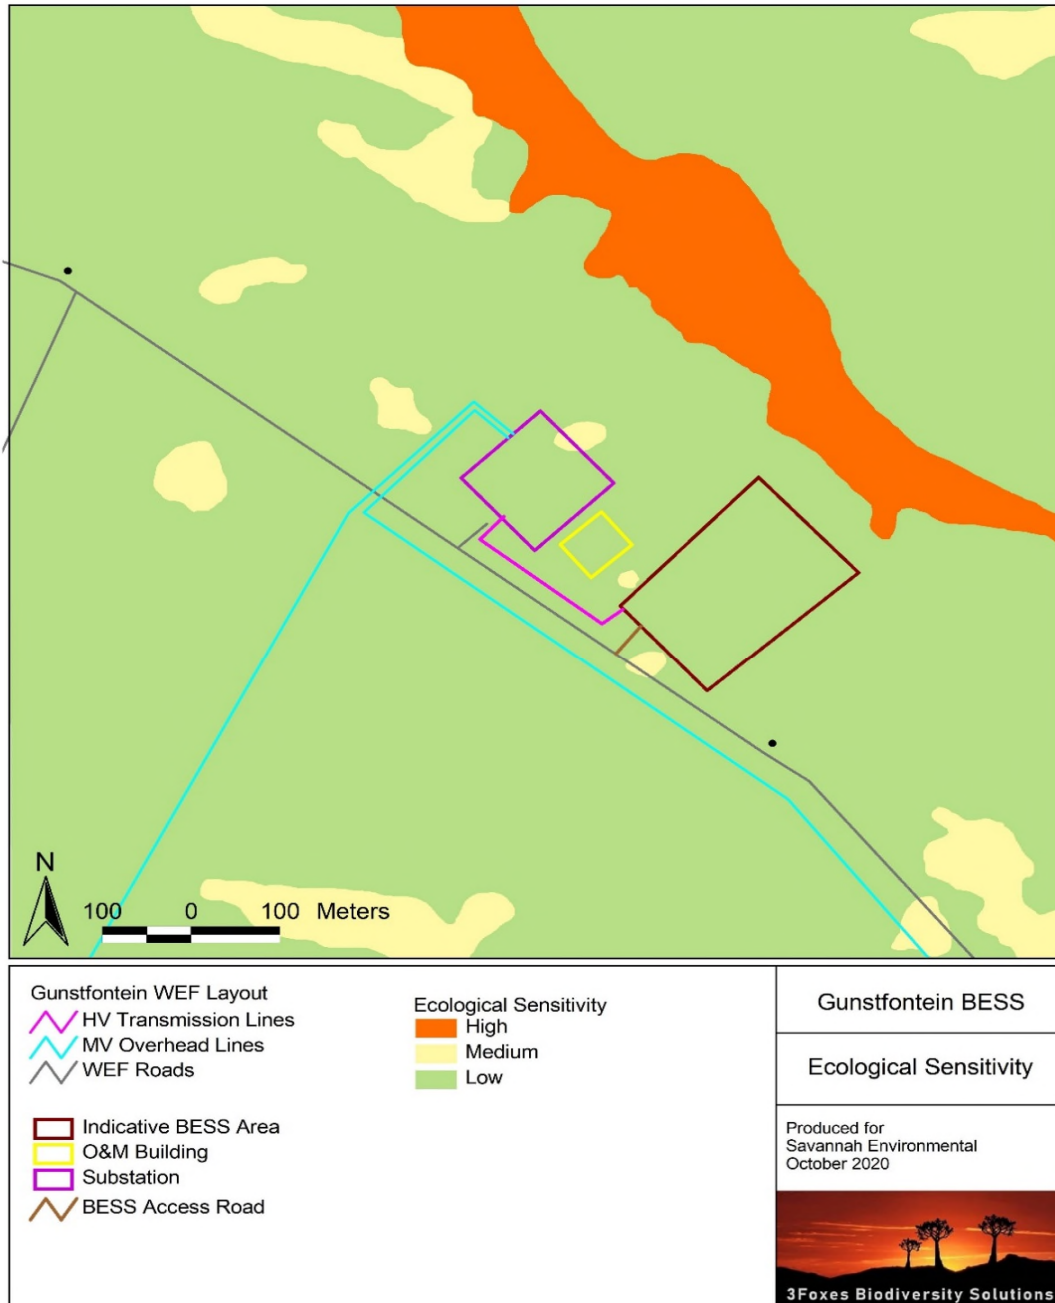 N
100 0 100 Meters
Gunstfontein WEF Layout
HV Transmission Lines
MV Overhead Lines
WEF Roads
Indicative BESS Area
O&M Building
Substation
BESS Access Road
Ecological Sensitivity
High
Medium
Low
Gunstfontein BESS
Ecological Sensitivity
Produced for
Savannah Environmental
October 2020
3Foxes Biodiversity Solutions